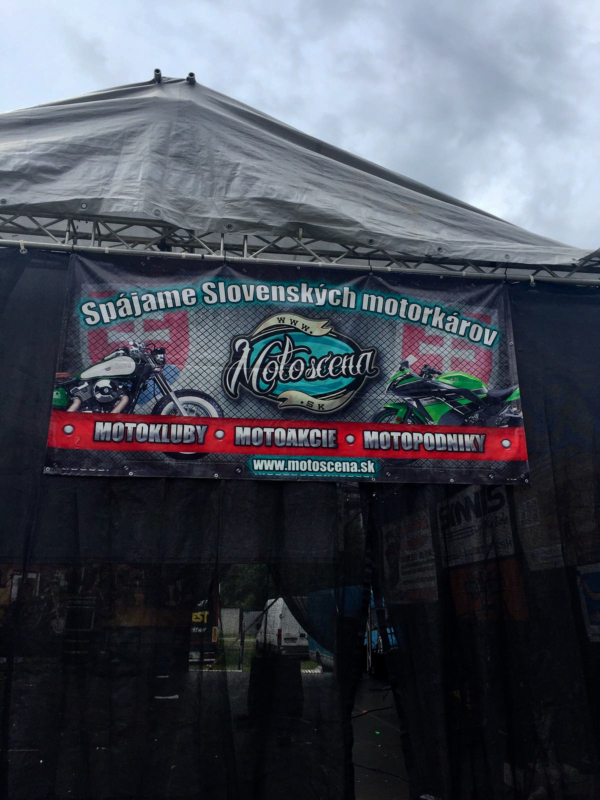 Spájame Slovenských motorkárov
www.
Motoscena
.SK
MOTOKLUBY • MOTOAKCIE • MOTOPODNIKY
www.motoscena.sk